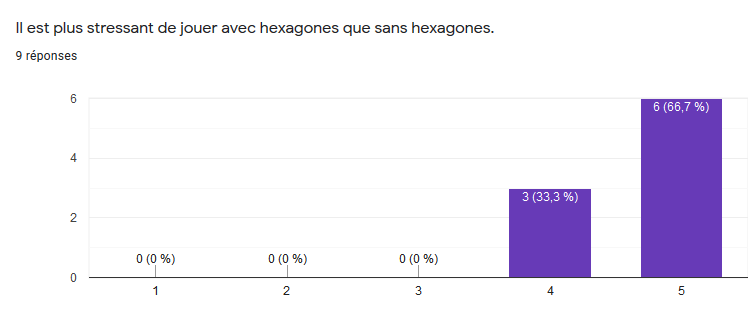 Il est plus stressant de jouer avec hexagones que sans hexagones.
9 réponses
6
4
2
0
0 (0 %)
0 (0 %)
0 (0 %)
3 (33,3 %)
6 (66,7 %)
1
2
3
4
5